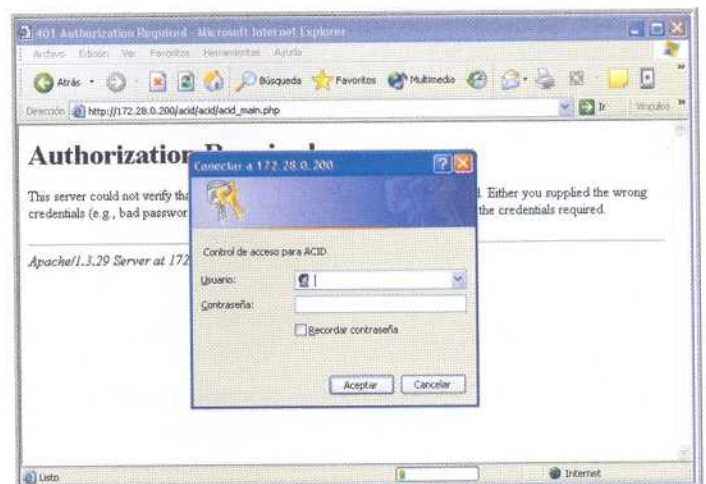 401 Authorization Required - Microsoft Internet Explorer
Archivo Edición Ver Favoritos Herramientas Ayuda
Atrás Búsqueda Favoritos Multimedia
Dirección http://172.28.0.200/acid/acid/acid_main.php Ir Vínculos
Authorization
This server could not verify tha
d. Either you supplied the wrong
credentials (e.g., bad passwor
the credentials required.
Apache/1.3.29 Server at 172
Conectar a 172.28.0.200
Control de acceso para ACID
Usuario:
Contraseña:
Recordar contraseña
Aceptar Cancelar
Listo Internet